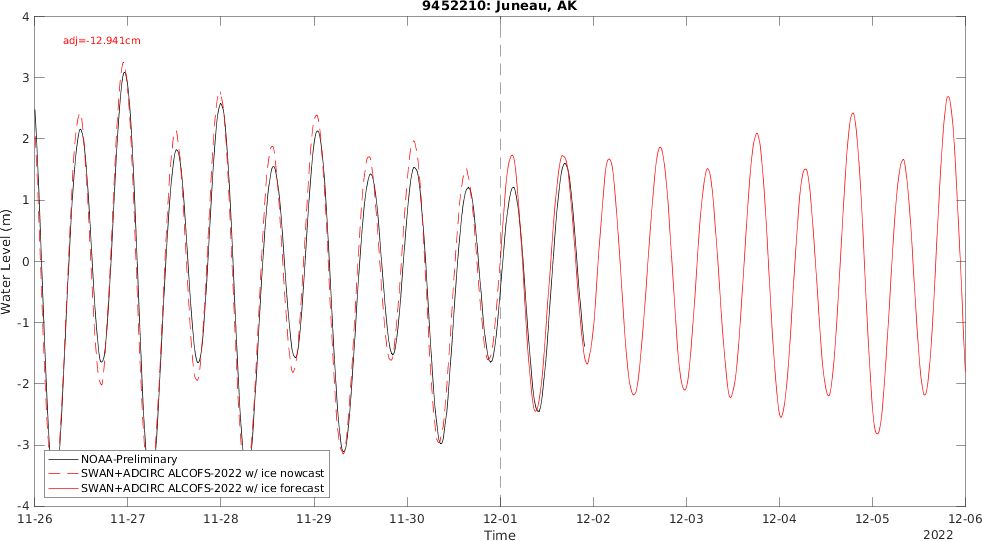 9452210: Juneau, AK
adj=-12.941cm
Water Level (m)
4
3
2
1
0
-1
-2
-3
-4
NOAA-Preliminary
SWAN+ADCIRC ALCOFS-2022 w/ ice nowcast
SWAN+ADCIRC ALCOFS-2022 w/ ice forecast
11-26 11-27 11-28 11-29 11-30 12-01 12-02 12-03 12-04 12-05 12-06
Time
2022